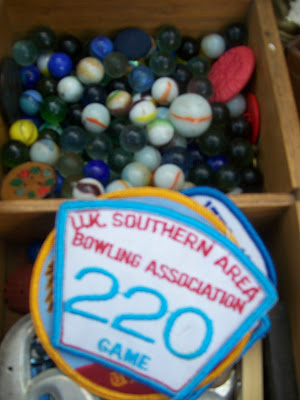 U.K. SOUTHERN AREA
BOWLING ASSOCIATION
220
GAME